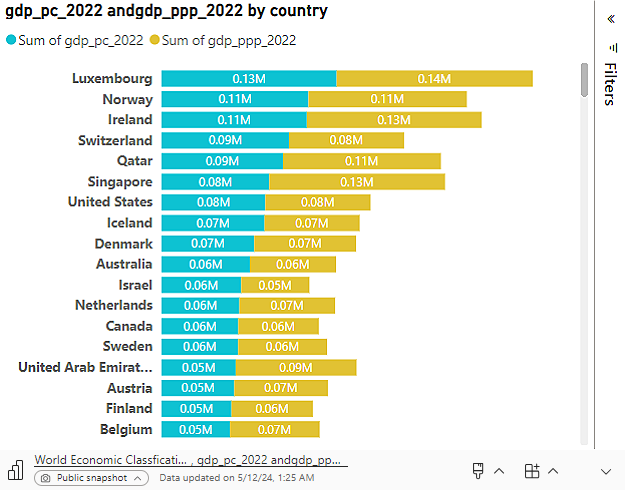 gdp_pc_2022 andgdp_ppp_2022 by country
Sum of gdp_pc_2022 Sum of gdp_ppp_2022
Luxembourg 0.13M 0.14M
Norway 0.11M 0.11M
Ireland 0.11M 0.13M
Switzerland 0.09M 0.08M
Qatar 0.09M 0.11M
Singapore 0.08M 0.13M
United States 0.08M 0.08M
Iceland 0.07M 0.07M
Denmark 0.07M 0.07M
Australia 0.06M 0.06M
Israel 0.06M 0.05M
Netherlands 0.06M 0.07M
Canada 0.06M 0.06M
Sweden 0.06M 0.06M
United Arab Emirat... 0.05M 0.09M
Austria 0.05M 0.07M
Finland 0.05M 0.06M
Belgium 0.05M 0.07M
Filters
World Economic Classficati... , gdp_pc_2022 andgdp_pp...
Public snapshot
Data updated on 5/12/24, 1:25 AM